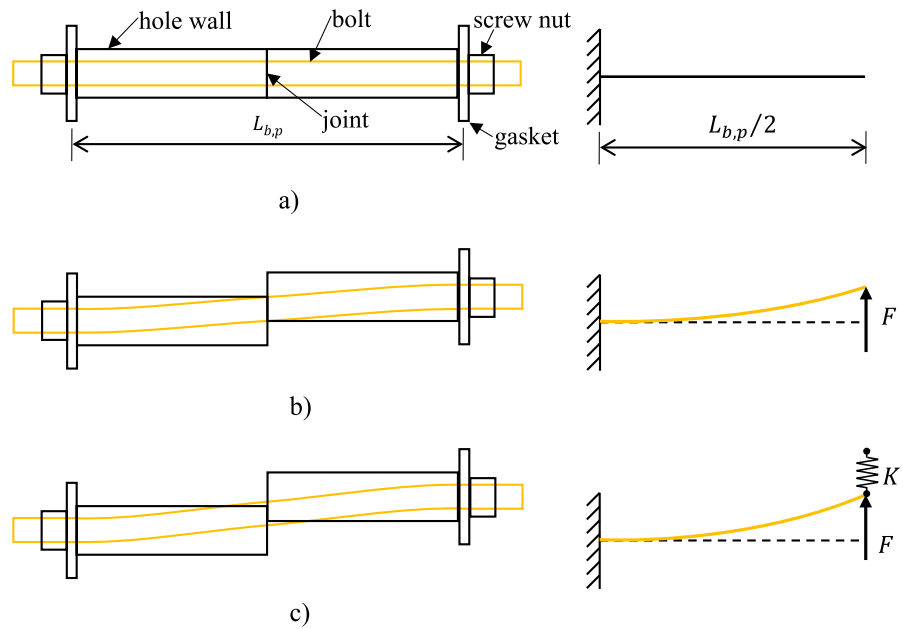 hole wall
bolt
screw nut
joint
gasket
$L_{b,p}$
$L_{b,p}/2$
a)
F
b)
K
F
c)